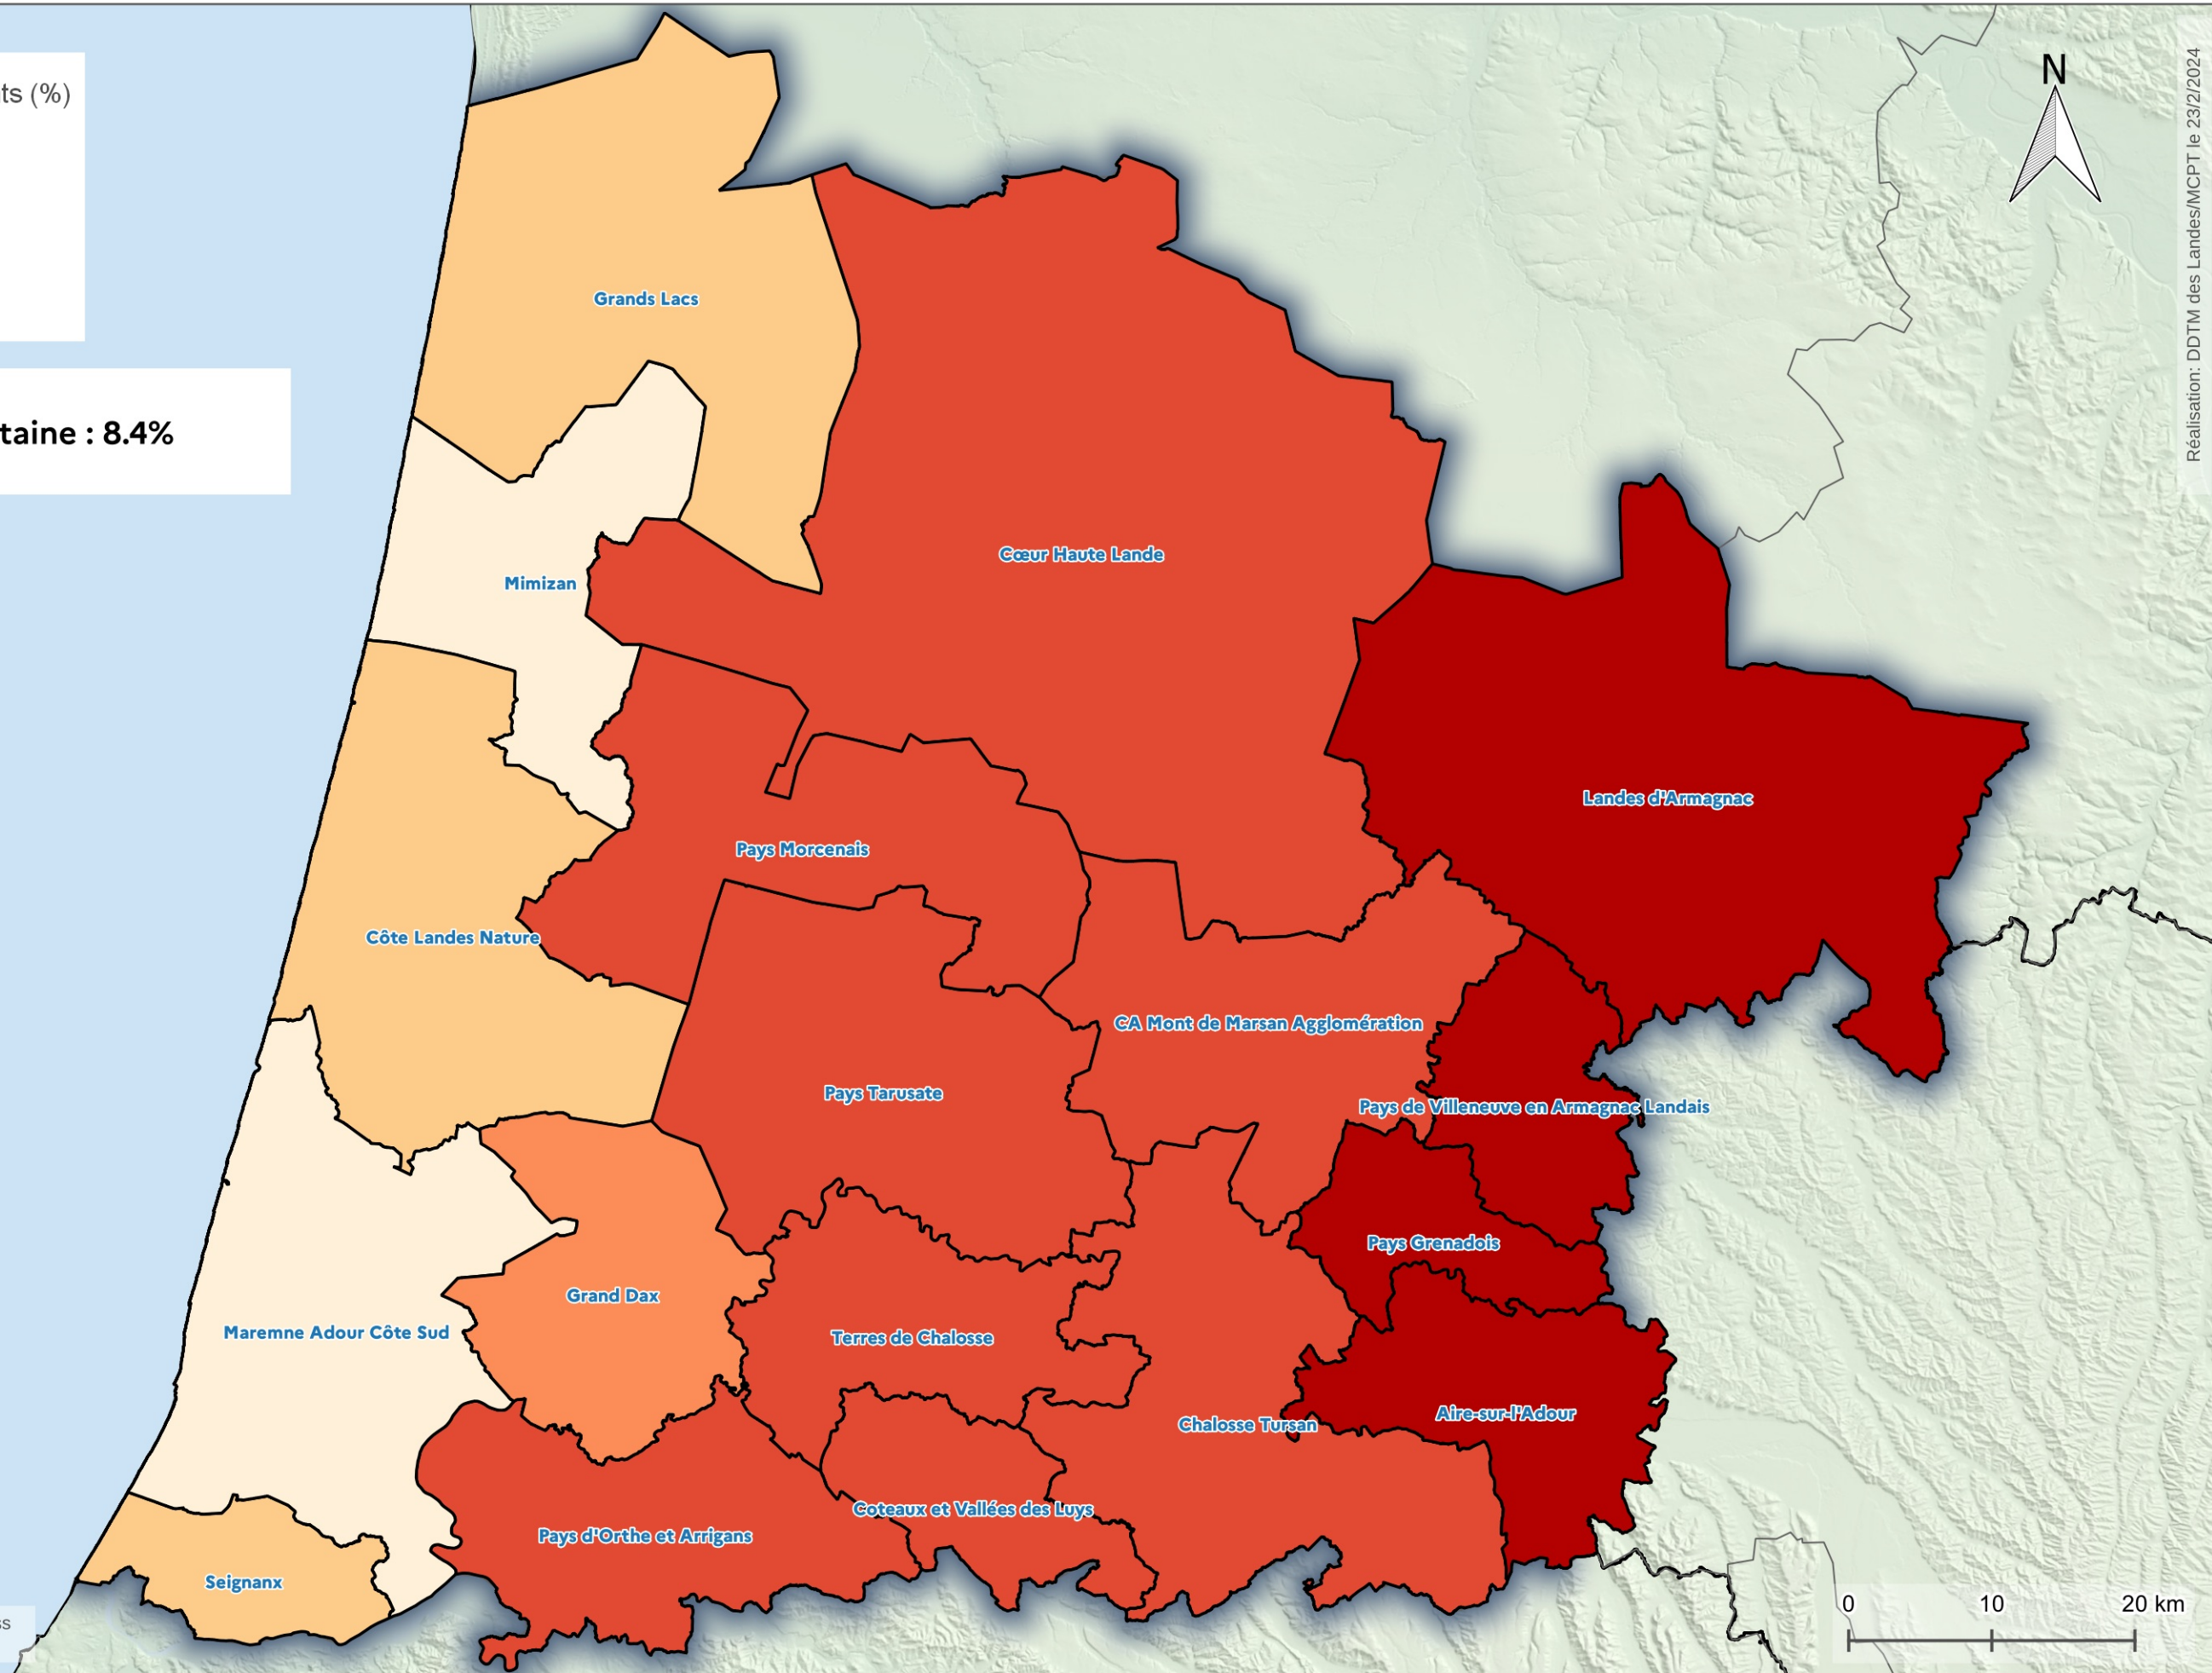 ts (%)
N
Réalisation: DDTM des Landes/MCPT le 23/2/2024
Grands Lacs
taine : 8.4%
Cœur Haute Lande
Mimizan
Landes d'Armagnac
Pays Morcenais
Côte Landes Nature
CA Mont de Marsan Agglomération
Pays Tarusate
Pays de Villeneuve en Armagnac Landais
Pays Grenadois
Grand Dax
Maremne Adour Côte Sud
Terres de Chalosse
Aire-sur-l'Adour
Chalosse Tursan
Coteaux et Vallées des Luys
Pays d'Orthe et Arrigans
Seignanx
0 10 20 km